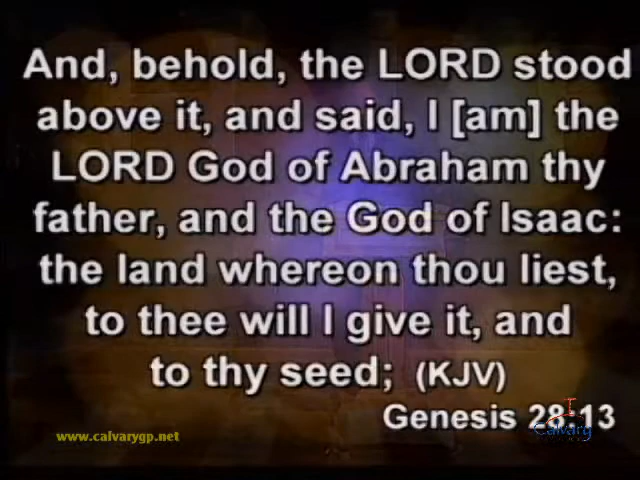 And, behold, the LORD stood
above it, and said, I [am] the
LORD God of Abraham thy
father, and the God of Isaac:
the land whereon thou liest,
to thee will I give it, and
to thy seed; (KJV)
Genesis 28:13
www.calvarygp.net
Calvary